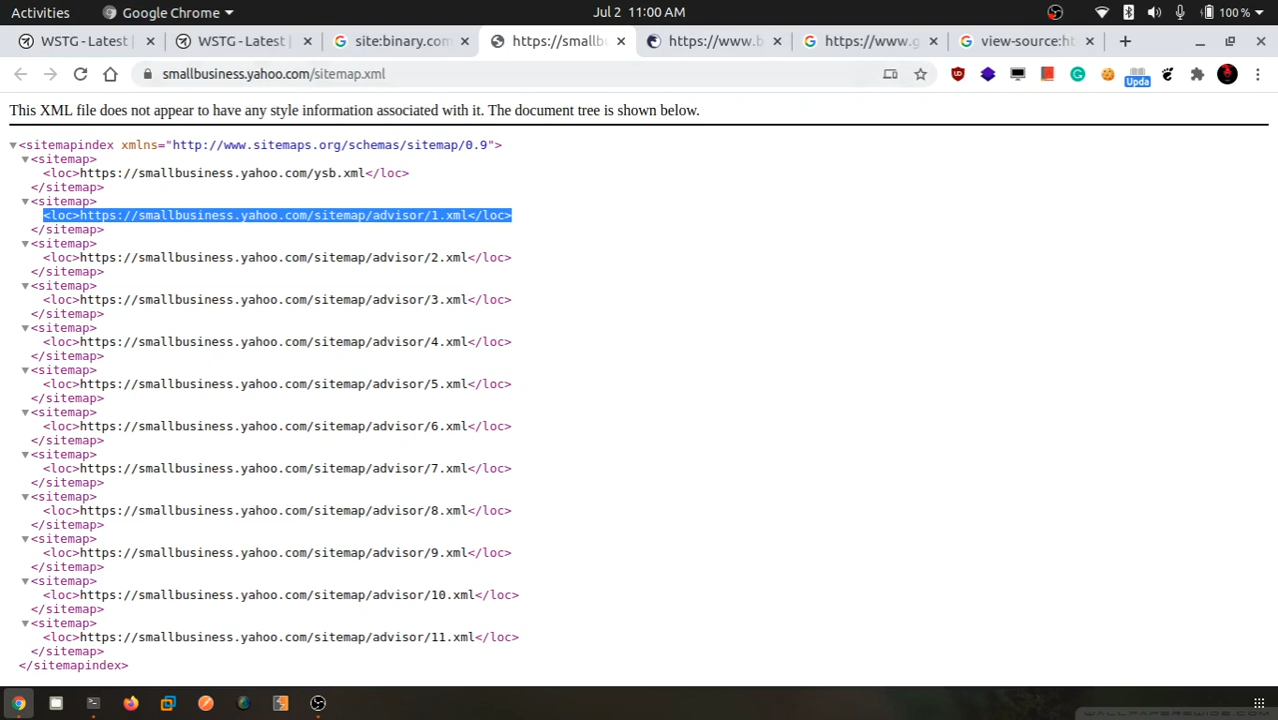 Activities Google Chrome Jul 2 11:00 AM 100 %
WSTG - Latest | WSTG - Latest | site:binary.com https://smallbu https://www.b https://www.g view-source:ht
smallbusiness.yahoo.com/sitemap.xml Upda
This XML file does not appear to have any style information associated with it. The document tree is shown below.
<sitemapindex xmlns="http://www.sitemaps.org/schemas/sitemap/0.9">
<sitemap>
<loc>https://smallbusiness.yahoo.com/ysb.xml</loc>
</sitemap>
<sitemap>
<loc>https://smallbusiness.yahoo.com/sitemap/advisor/1.xml</loc>
</sitemap>
<sitemap>
<loc>https://smallbusiness.yahoo.com/sitemap/advisor/2.xml</loc>
</sitemap>
<sitemap>
<loc>https://smallbusiness.yahoo.com/sitemap/advisor/3.xml</loc>
</sitemap>
<sitemap>
<loc>https://smallbusiness.yahoo.com/sitemap/advisor/4.xml</loc>
</sitemap>
<sitemap>
<loc>https://smallbusiness.yahoo.com/sitemap/advisor/5.xml</loc>
</sitemap>
<sitemap>
<loc>https://smallbusiness.yahoo.com/sitemap/advisor/6.xml</loc>
</sitemap>
<sitemap>
<loc>https://smallbusiness.yahoo.com/sitemap/advisor/7.xml</loc>
</sitemap>
<sitemap>
<loc>https://smallbusiness.yahoo.com/sitemap/advisor/8.xml</loc>
</sitemap>
<sitemap>
<loc>https://smallbusiness.yahoo.com/sitemap/advisor/9.xml</loc>
</sitemap>
<sitemap>
<loc>https://smallbusiness.yahoo.com/sitemap/advisor/10.xml</loc>
</sitemap>
<sitemap>
<loc>https://smallbusiness.yahoo.com/sitemap/advisor/11.xml</loc>
</sitemap>
</sitemapindex>